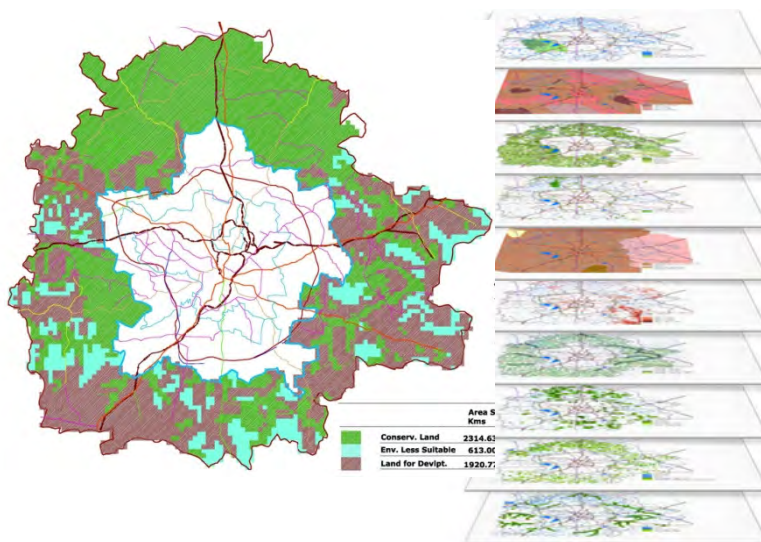 Area S
Kms
Conserv. Land 2314.63
Env. Less Suitable 613.00
Land for Devlpt. 1920.77